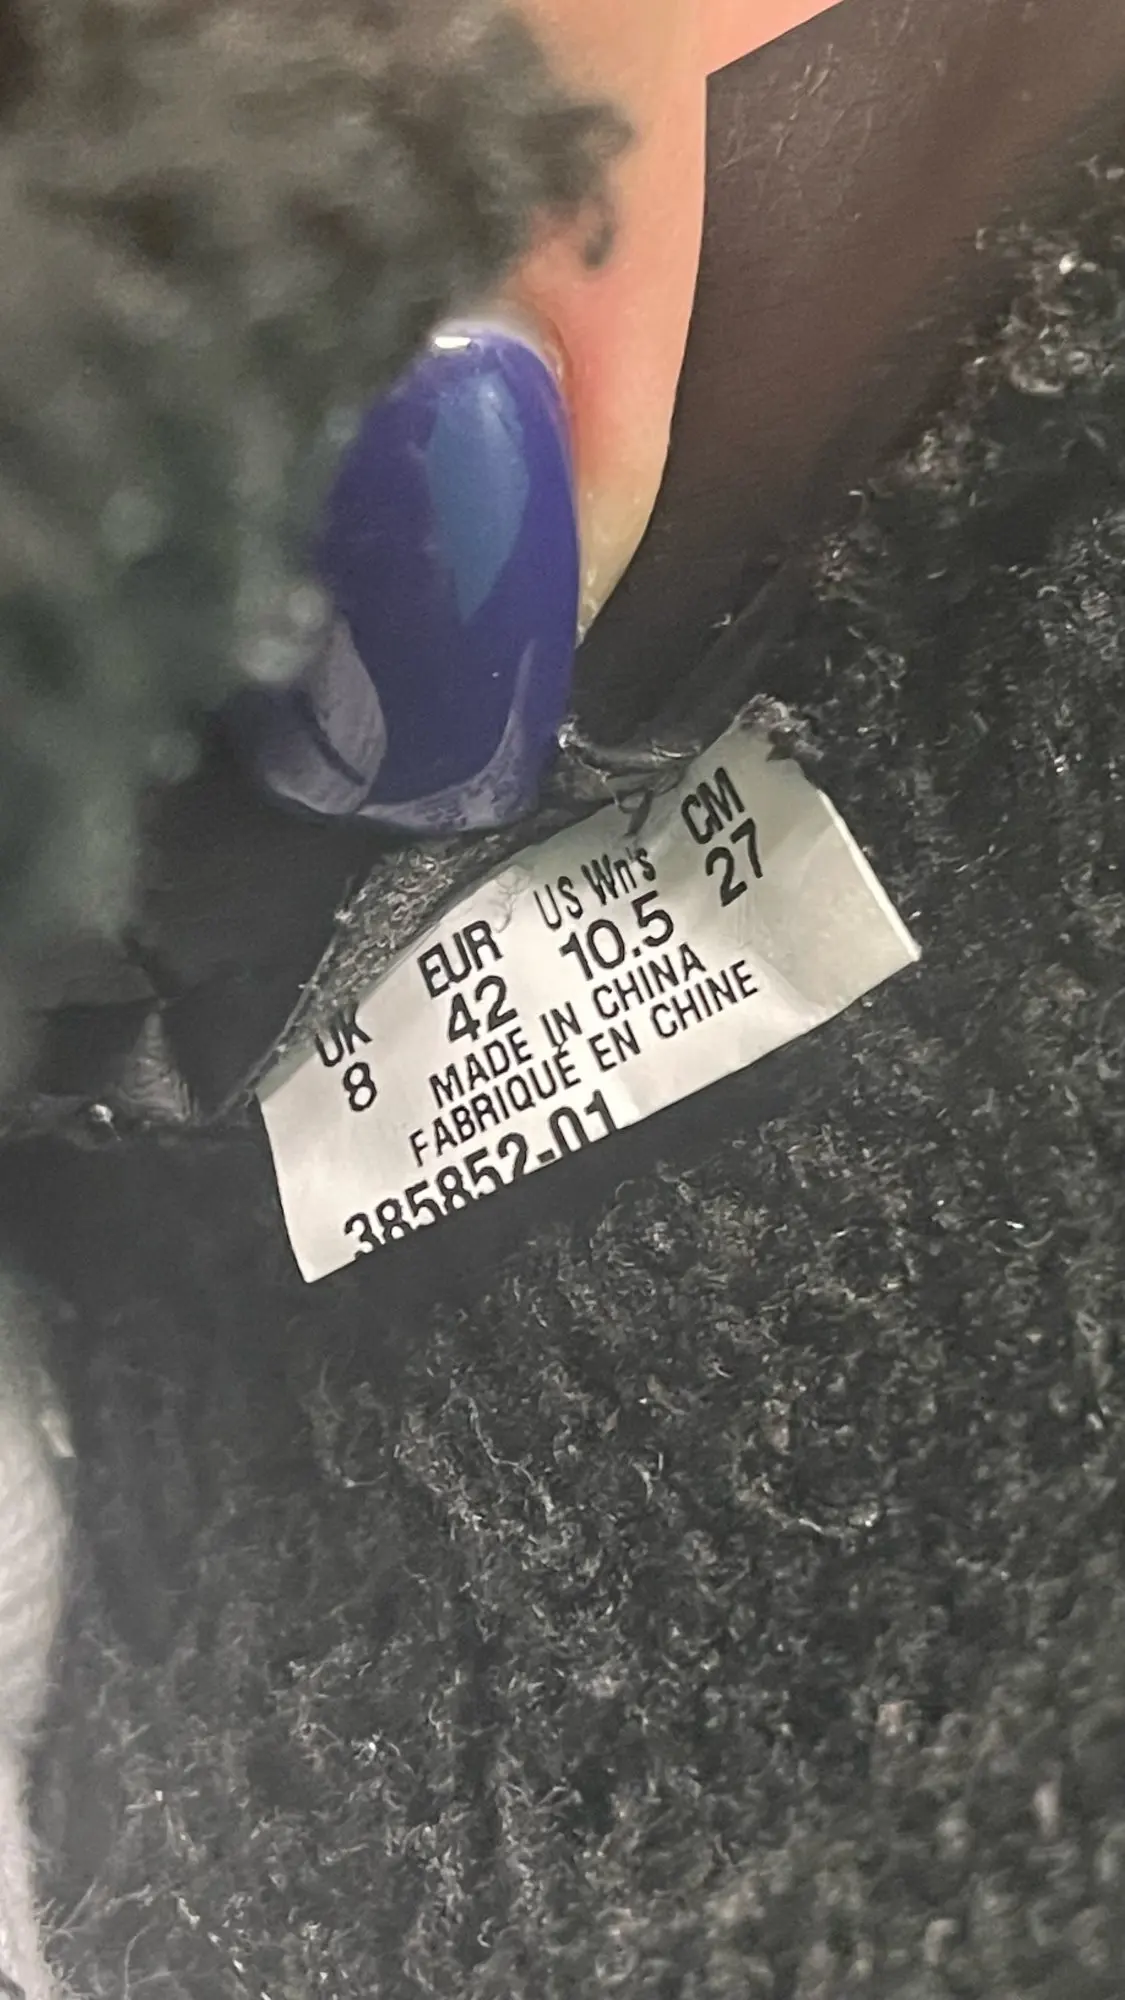 UK EUR US Wn's CM
8 42 10.5 27
MADE IN CHINA
FABRIQUÉ EN CHINE
385852-01